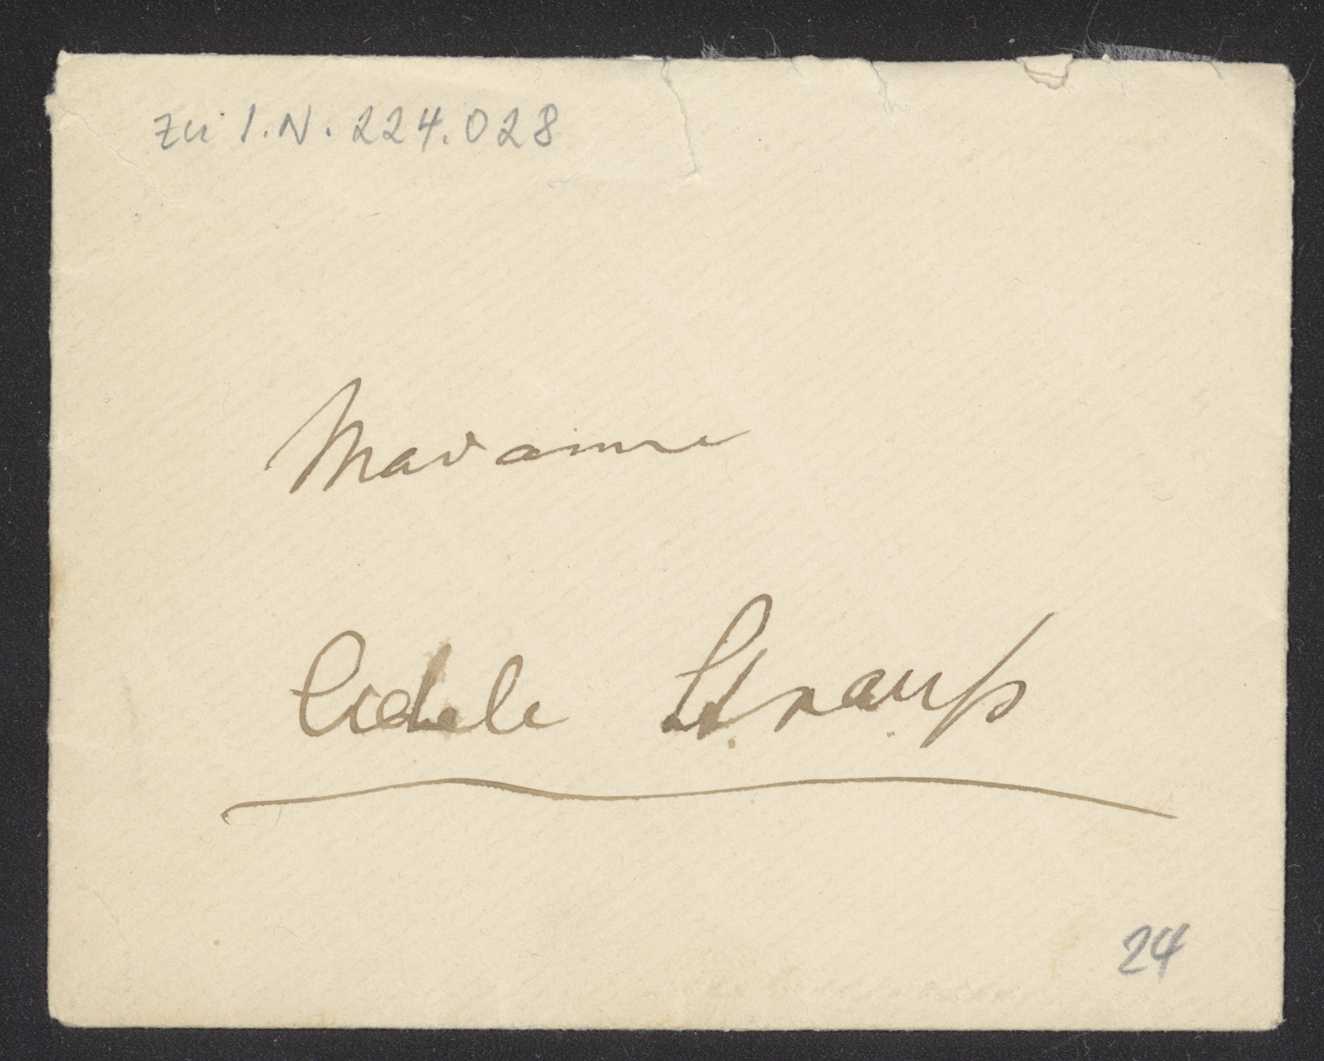 zu I.N. 224.028
Madame
Adele Strauß
24